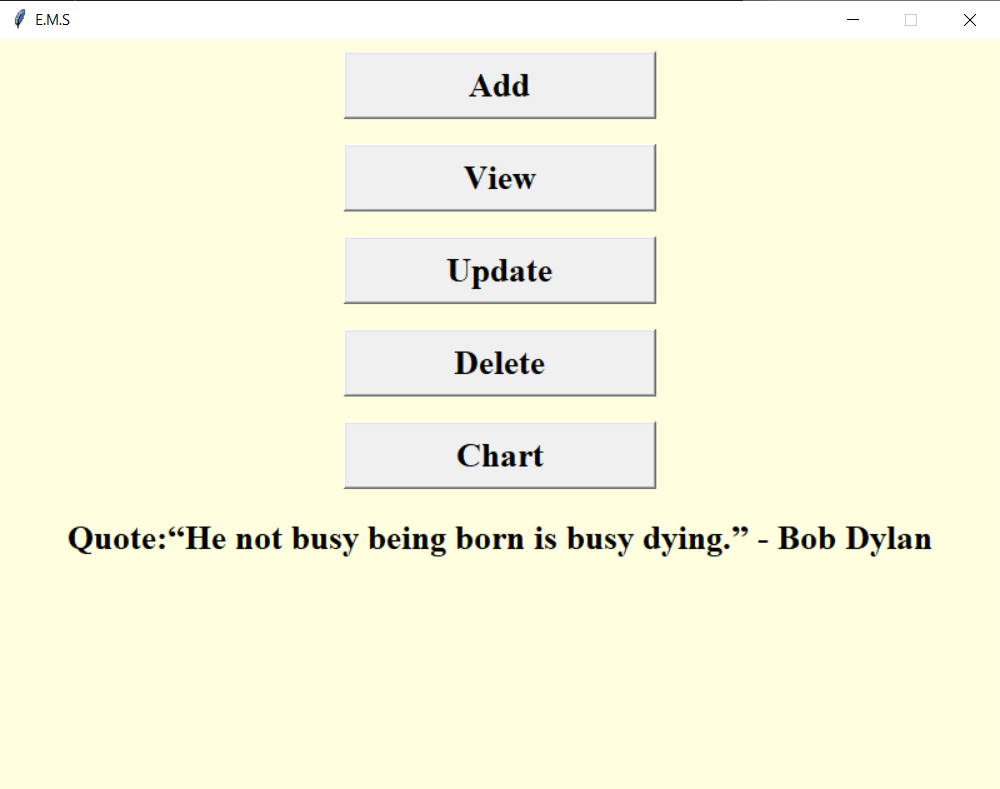 E.M.S
Add
View
Update
Delete
Chart
Quote:“He not busy being born is busy dying.” - Bob Dylan